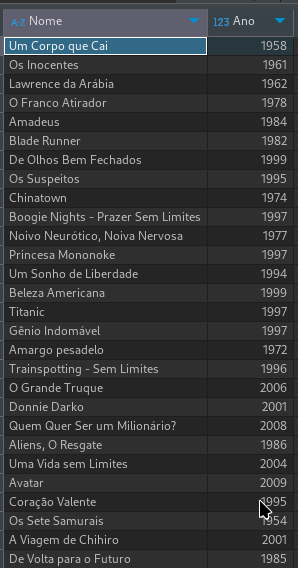 A-Z Nome 123 Ano
Um Corpo que Cai 1958
Os Inocentes 1961
Lawrence da Arábia 1962
O Franco Atirador 1978
Amadeus 1984
Blade Runner 1982
De Olhos Bem Fechados 1999
Os Suspeitos 1995
Chinatown 1974
Boogie Nights - Prazer Sem Limites 1997
Noivo Neurótico, Noiva Nervosa 1977
Princesa Mononoke 1997
Um Sonho de Liberdade 1994
Beleza Americana 1999
Titanic 1997
Gênio Indomável 1997
Amargo pesadelo 1972
Trainspotting - Sem Limites 1996
O Grande Truque 2006
Donnie Darko 2001
Quem Quer Ser um Milionário? 2008
Aliens, O Resgate 1986
Uma Vida sem Limites 2004
Avatar 2009
Coração Valente 1995
Os Sete Samurais 1954
A Viagem de Chihiro 2001
De Volta para o Futuro 1985